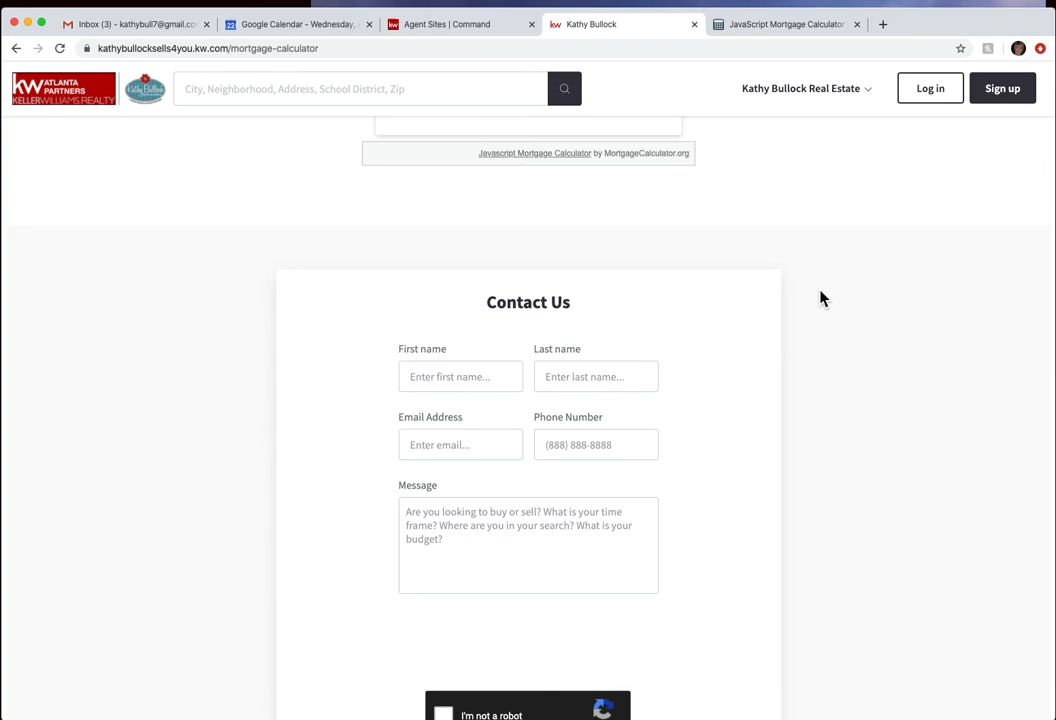 Inbox (3) - kathybull7@gmail.co
Google Calendar - Wednesday,
Agent Sites | Command
kw Kathy Bullock
JavaScript Mortgage Calculator
kathybullocksells4you.kw.com/mortgage-calculator
kw ATLANTA PARTNERS
KELLERWILLIAMS. REALTY
City, Neighborhood, Address, School District, Zip
Kathy Bullock Real Estate
Log in
Sign up
Javascript Mortgage Calculator by MortgageCalculator.org
Contact Us
First name
Last name
Enter first name...
Enter last name...
Email Address
Phone Number
Enter email...
(888) 888-8888
Message
Are you looking to buy or sell? What is your time
frame? Where are you in your search? What is your
budget?
I'm not a robot